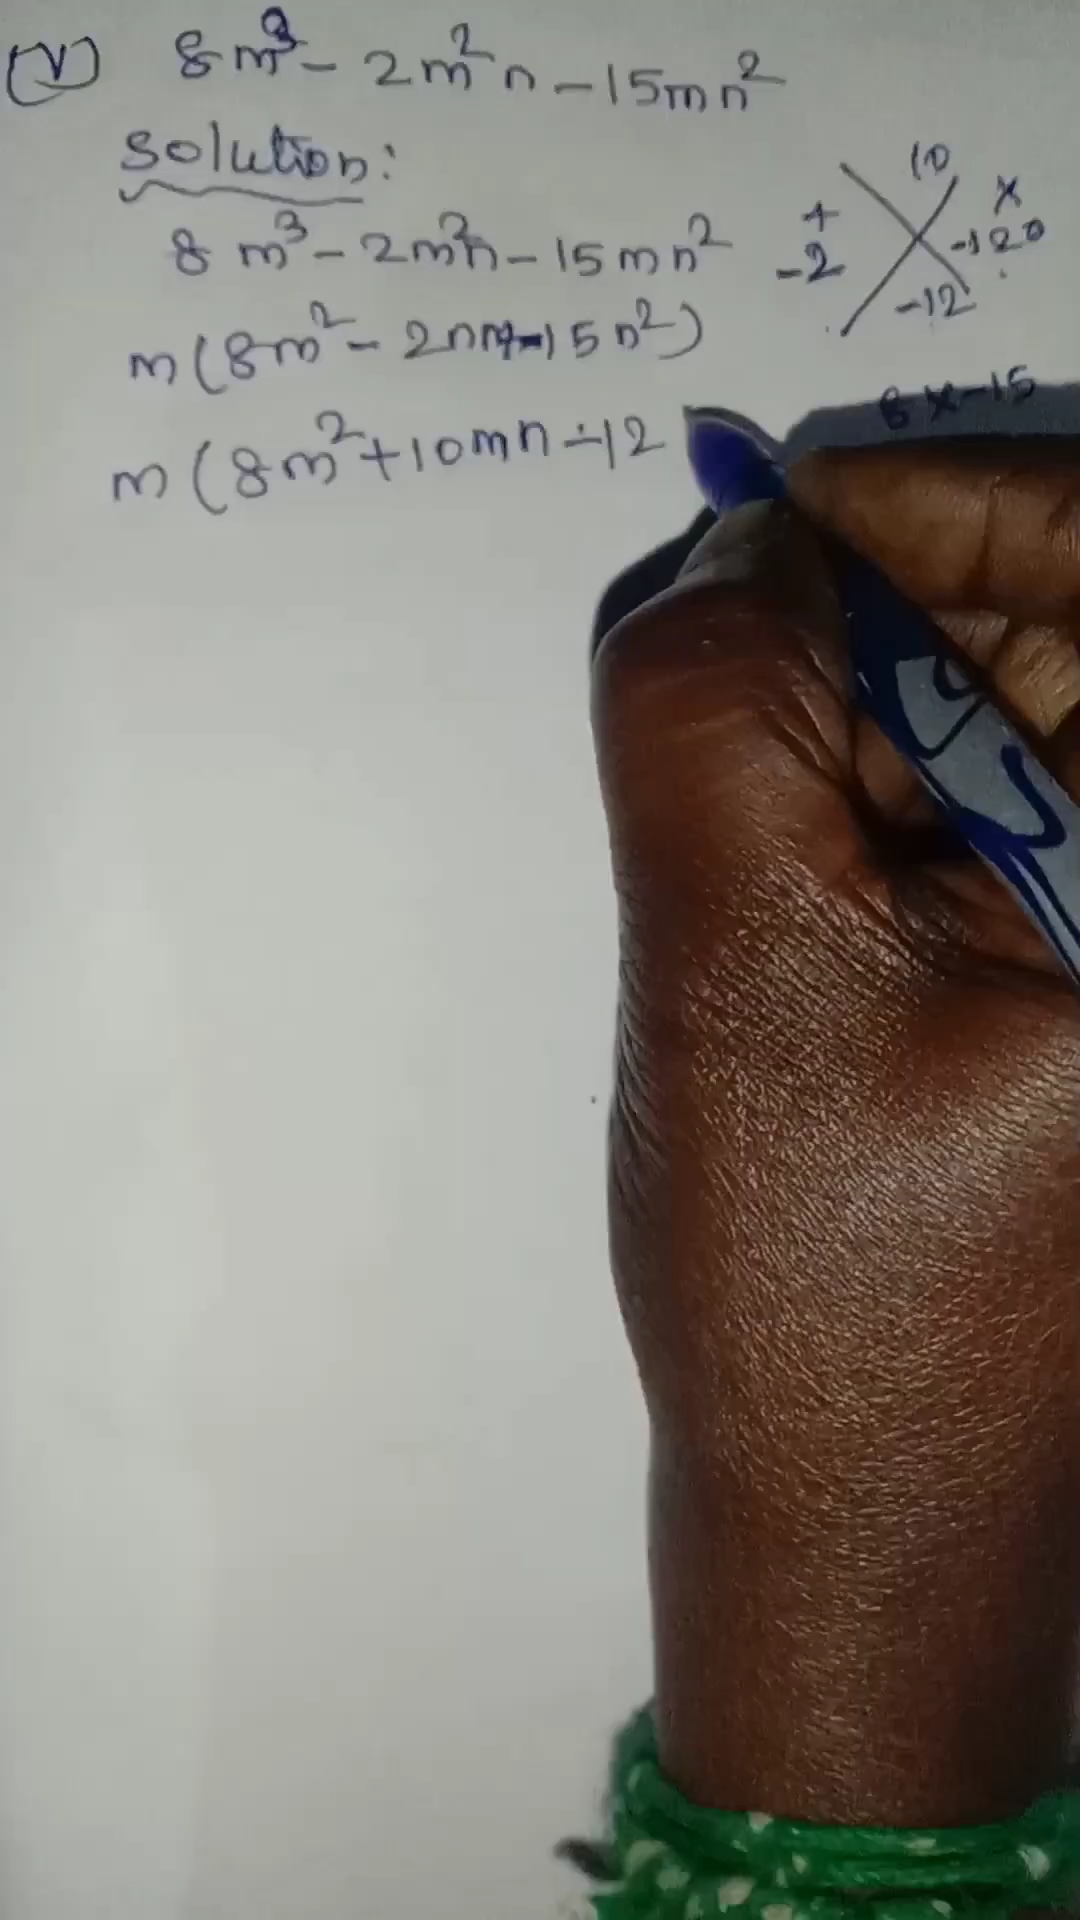 (V) 8m³ - 2m²n - 15mn²
Solution:
8m³ - 2m²n - 15mn²
m(8m² - 2nm - 15n²)
m(8m² + 10mn - 12
10
+ x
-2 -120
-12
8 x -15